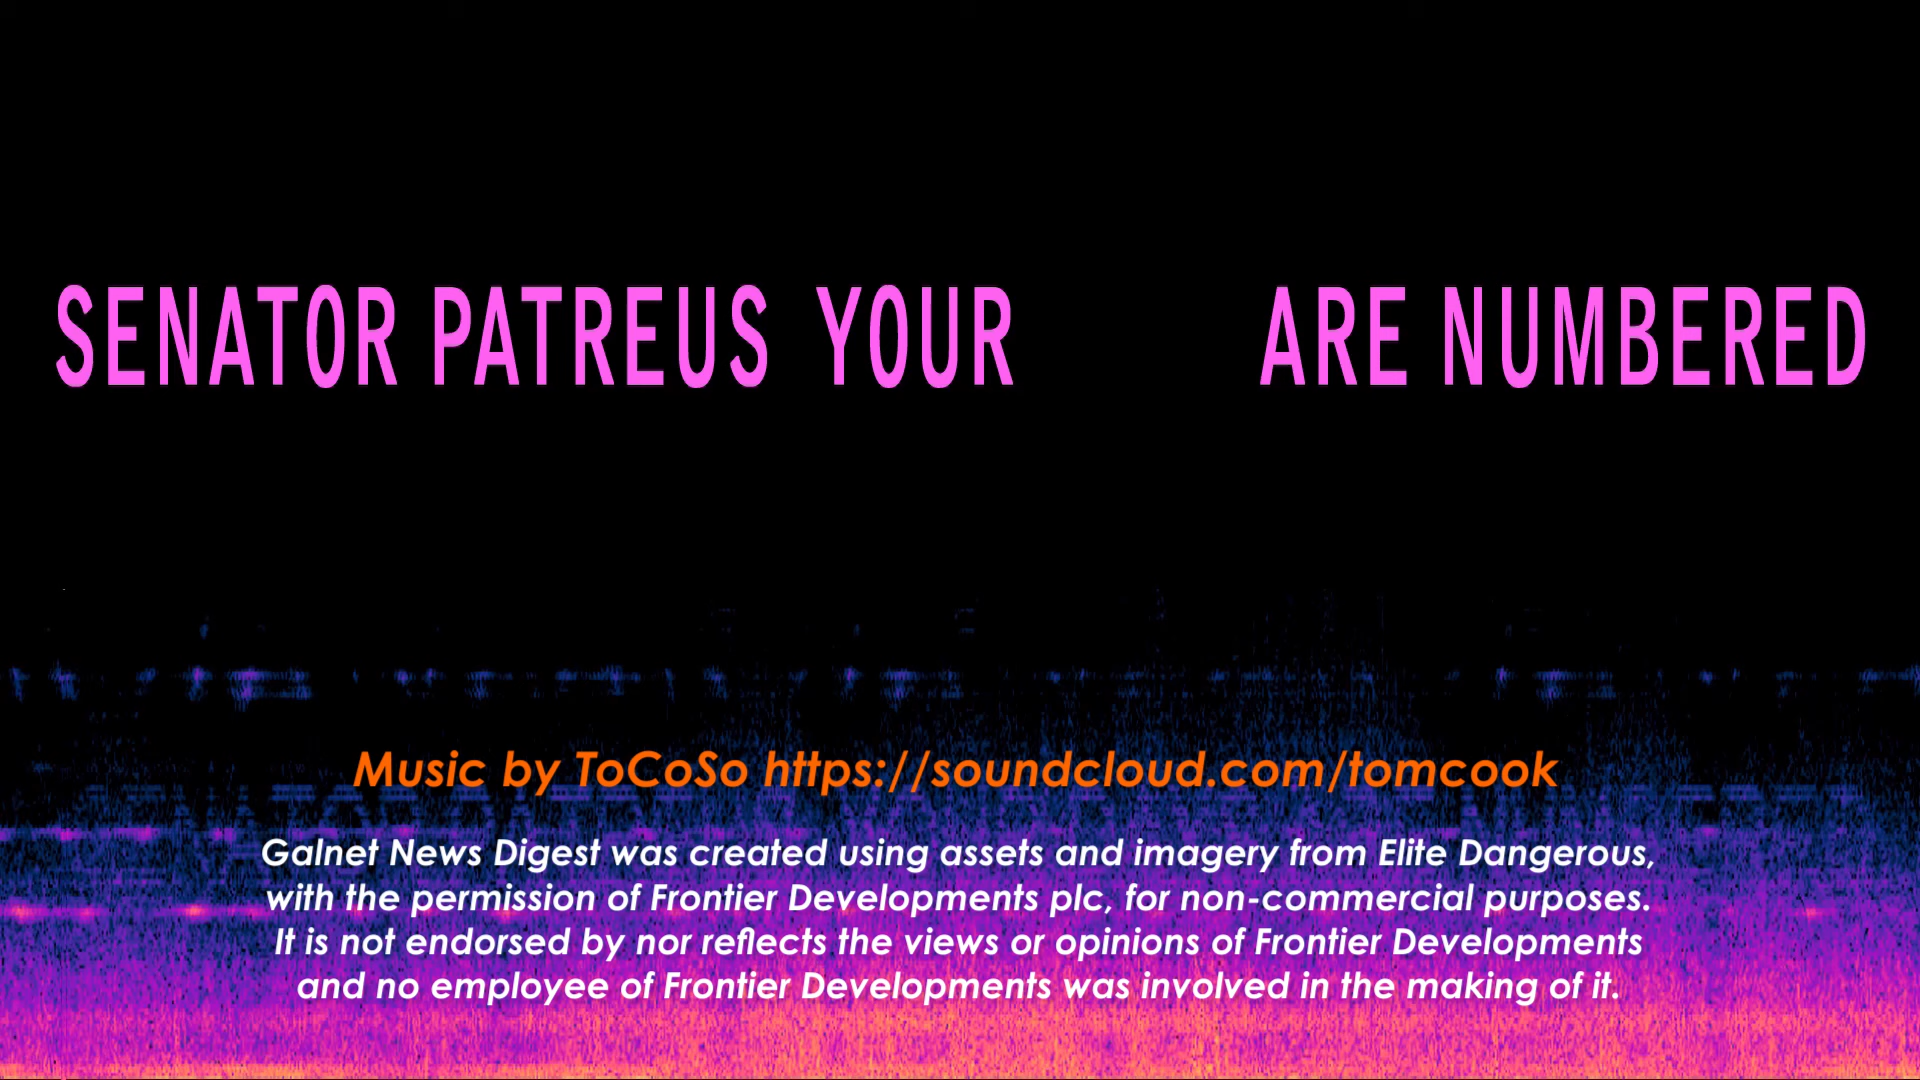 SENATOR PATREUS YOUR ARE NUMBERED
Music by ToCoSo https://soundcloud.com/tomcook
Galnet News Digest was created using assets and imagery from Elite Dangerous,
with the permission of Frontier Developments plc, for non-commercial purposes.
It is not endorsed by nor reflects the views or opinions of Frontier Developments
and no employee of Frontier Developments was involved in the making of it.